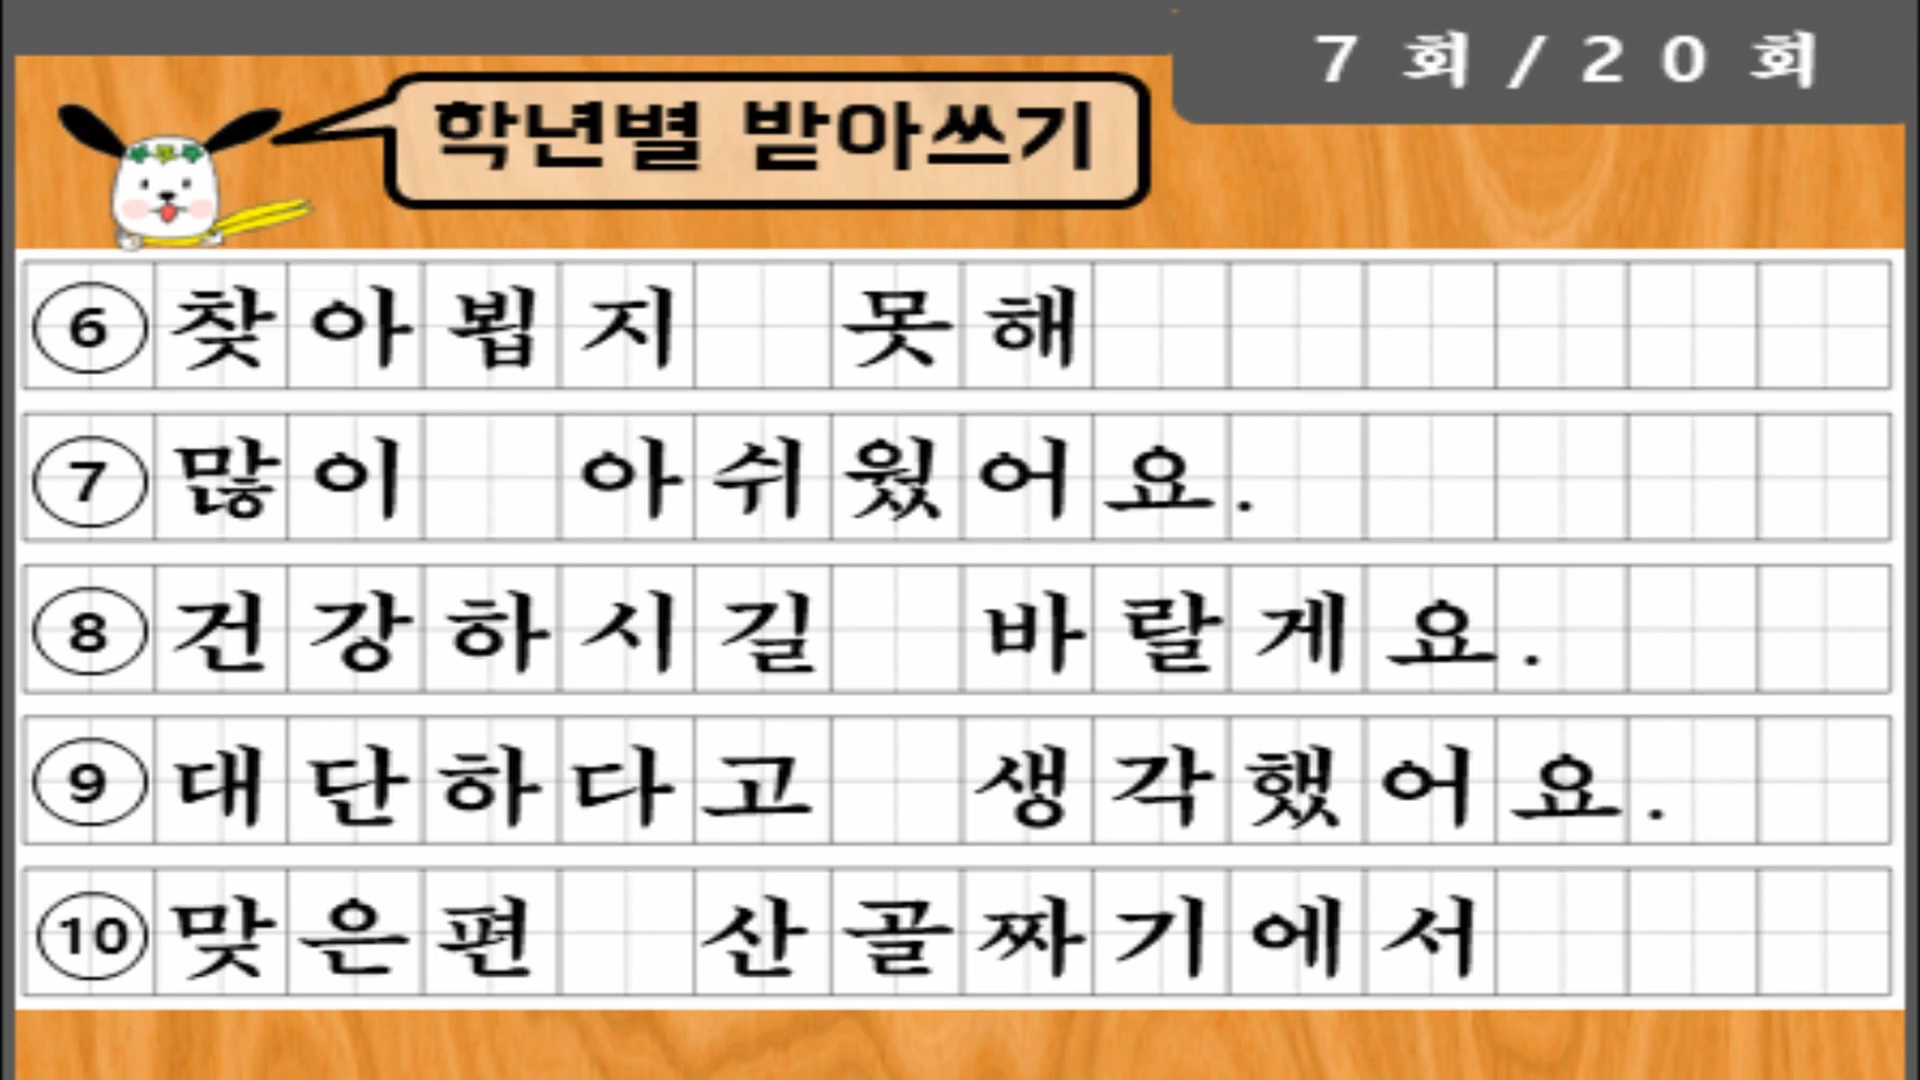 7 회 / 2 0 회
학년별 받아쓰기
⑥ 찾아뵙지 못해
⑦ 많이 아쉬웠어요.
⑧ 건강하시길 바랄게요.
⑨ 대단하다고 생각했어요.
⑩ 맞은편 산골짜기에서